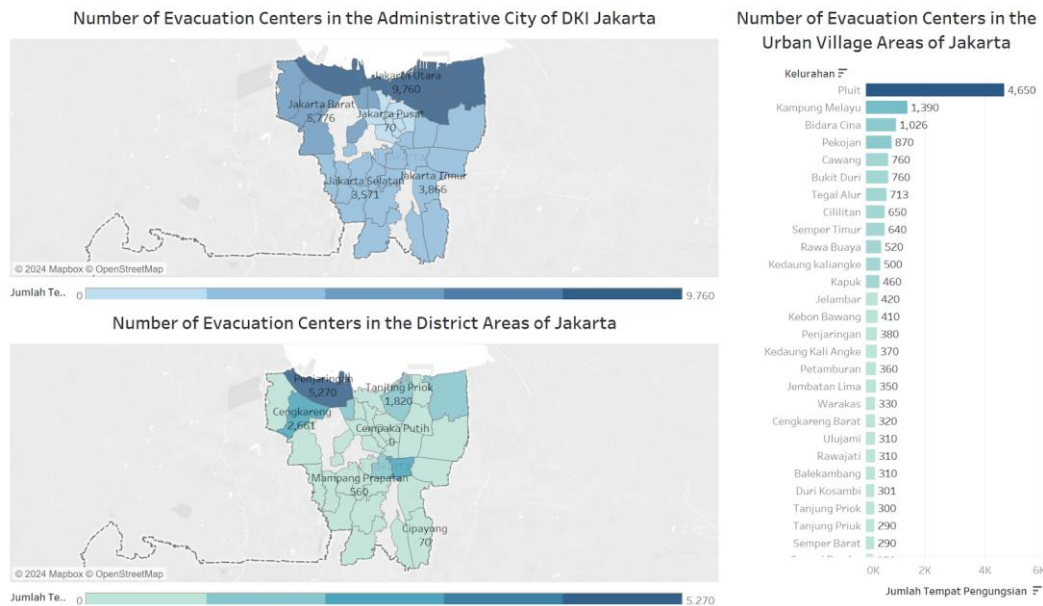 Number of Evacuation Centers in the Administrative City of DKI Jakarta
Jakarta Utara
9,760
Jakarta Barat
5,776
Jakarta Pusat
70
Jakarta Selatan
3,571
Jakarta Timur
3,866
© 2024 Mapbox © OpenStreetMap
Jumlah Te.. 0 9.760
Number of Evacuation Centers in the District Areas of Jakarta
Penjaringan
5,270
Tanjung Priok
1,820
Cengkareng
2,661
Cempaka Putih
0
Mampang Prapatan
560
Cipayung
70
© 2024 Mapbox © OpenStreetMap
Jumlah Te.. 0 5.270
Number of Evacuation Centers in the
Urban Village Areas of Jakarta
Kelurahan
Pluit 4,650
Kampung Melayu 1,390
Bidara Cina 1,026
Pekojan 870
Cawang 760
Bukit Duri 760
Tegal Alur 713
Cililitan 650
Semper Timur 640
Rawa Buaya 520
Kedaung kaliangke 500
Kapuk 460
Jelambar 420
Kebon Bawang 410
Penjaringan 380
Kedaung Kali Angke 370
Petamburan 360
Jembatan Lima 350
Warakas 330
Cengkareng Barat 320
Ulujami 310
Rawajati 310
Balekambang 310
Duri Kosambi 301
Tanjung Priok 300
Tanjung Priuk 290
Semper Barat 290
0K 2K 4K 6K
Jumlah Tempat Pengungsian